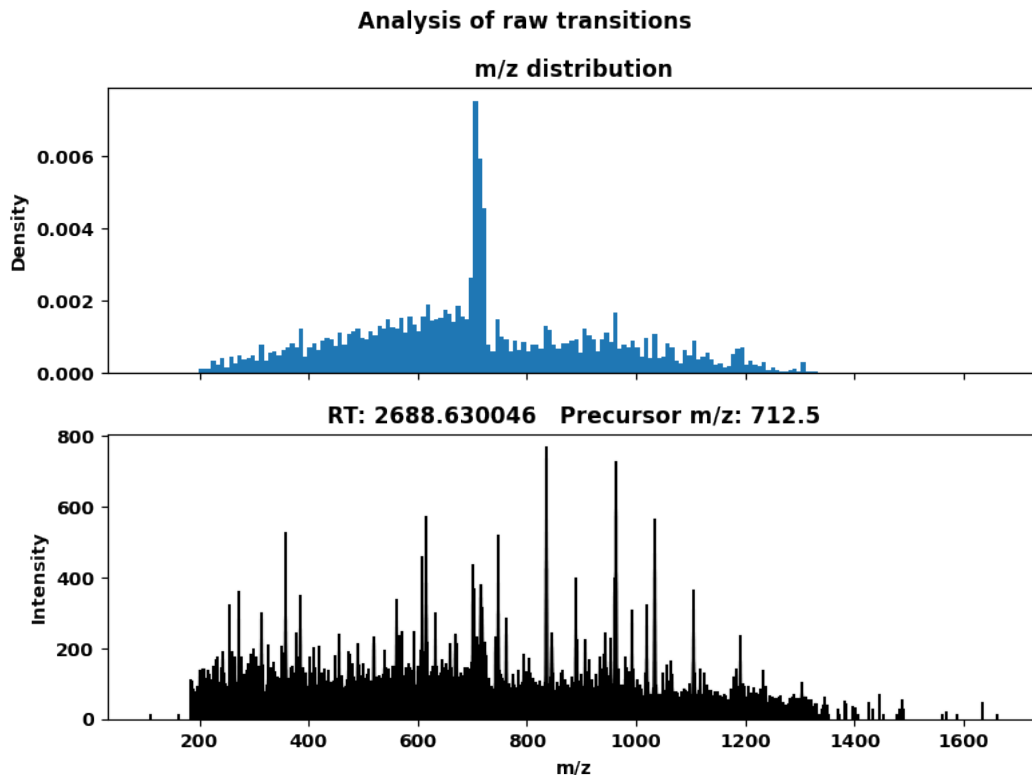 Analysis of raw transitions
m/z distribution
Density
0.006
0.004
0.002
0.000
RT: 2688.630046   Precursor m/z: 712.5
Intensity
800
600
400
200
0
200 400 600 800 1000 1200 1400 1600
m/z